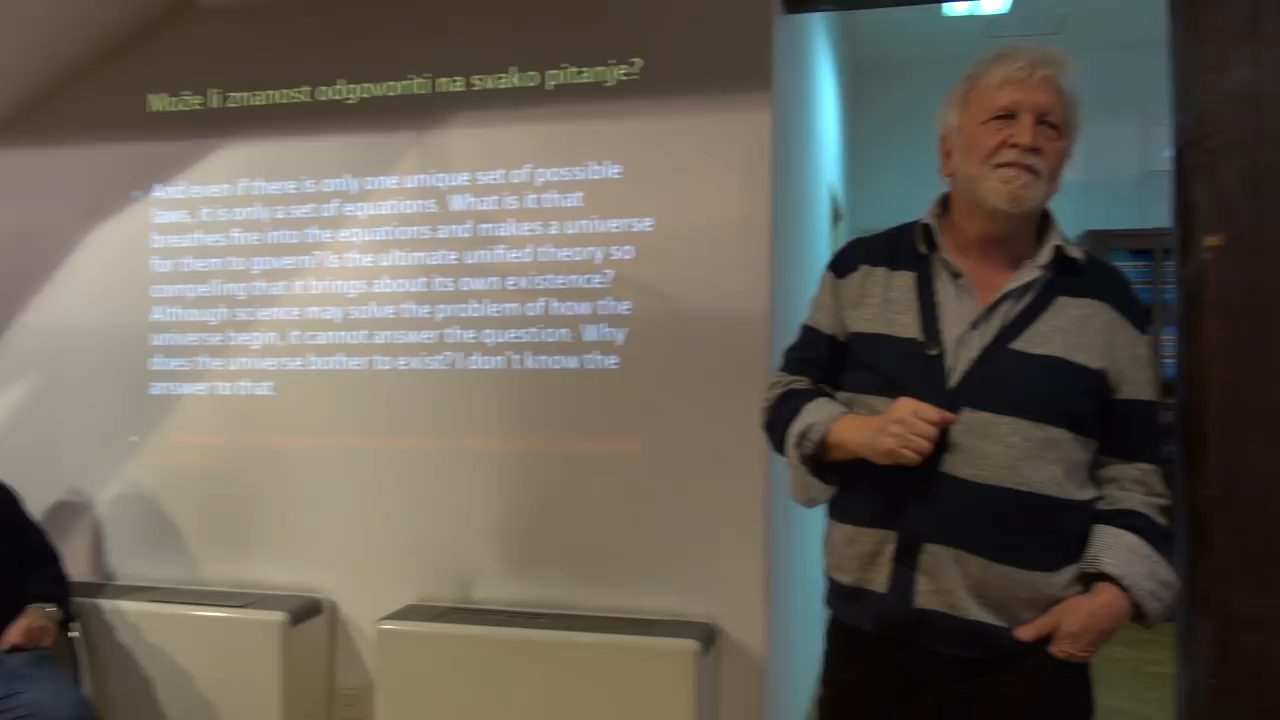 Može li znanost odgovoriti na svako pitanje?
And even if there is only one unique set of possible
laws, it is only a set of equations. What is it that
breathes fire into the equations and makes a universe
for them to govern? Is the ultimate unified theory so
compelling that it brings about its own existence?
Although science may solve the problem of how the
universe began, it cannot answer the question: Why
does the universe bother to exist? I don't know the
answer to that.